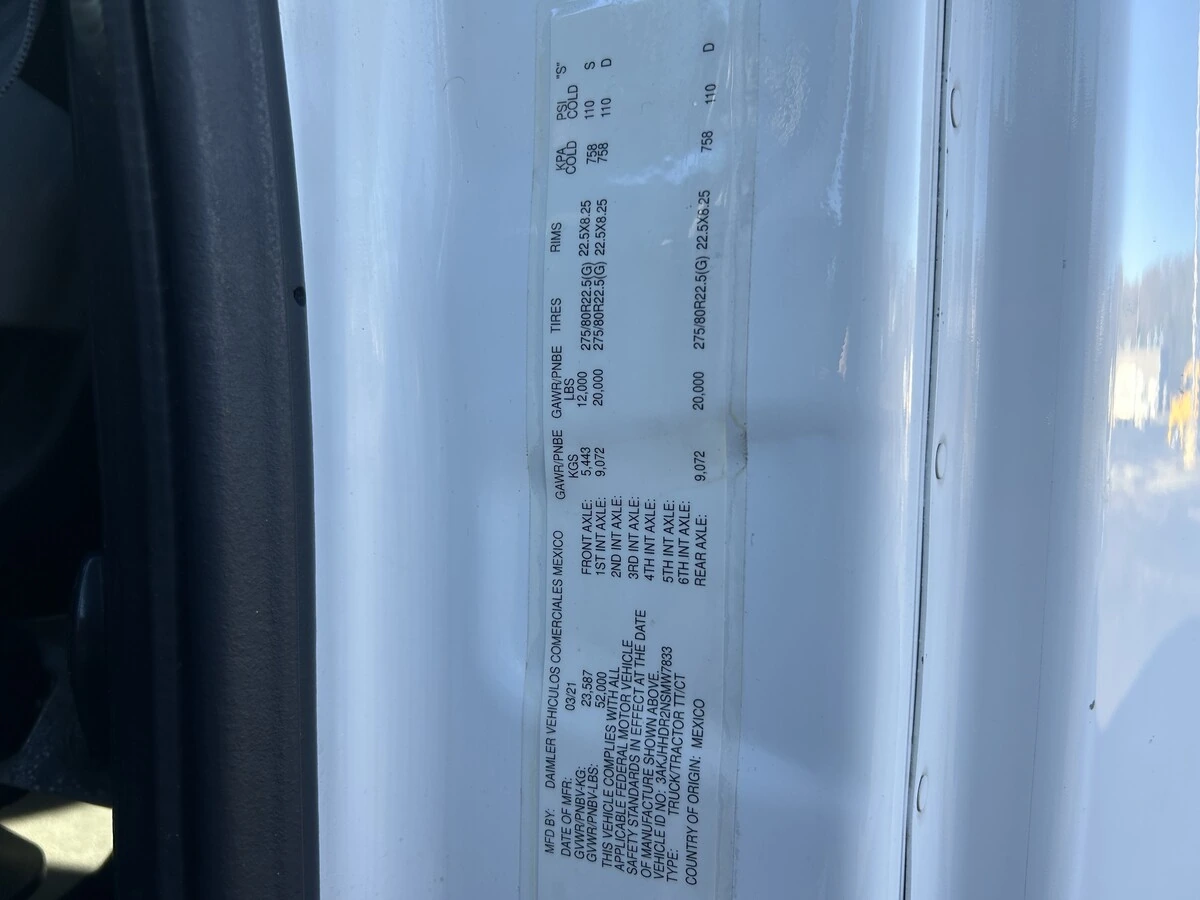 MFD BY: DAIMLER VEHICULOS COMERCIALES MEXICO
DATE OF MFR: 03/21
GVWR/PNBV-KG: 23,587
GVWR/PNBV-LBS: 52,000
THIS VEHICLE COMPLIES WITH ALL
APPLICABLE FEDERAL MOTOR VEHICLE
SAFETY STANDARDS IN EFFECT AT THE DATE
OF MANUFACTURE SHOWN ABOVE.
VEHICLE ID NO: 3AKJHHDR2NSMW7833
TYPE: TRUCK/TRACTOR TT/CT
COUNTRY OF ORIGIN: MEXICO
GAWR/PNBE GAWR/PNBE TIRES RIMS KPA PSI "S"
KGS LBS COLD COLD
FRONT AXLE: 5,443 12,000 275/80R22.5(G) 22.5X8.25 758 110 S
1ST INT AXLE: 9,072 20,000 275/80R22.5(G) 22.5X8.25 758 110 D
2ND INT AXLE:
3RD INT AXLE:
4TH INT AXLE:
5TH INT AXLE:
6TH INT AXLE:
REAR AXLE: 9,072 20,000 275/80R22.5(G) 22.5X8.25 758 110 D